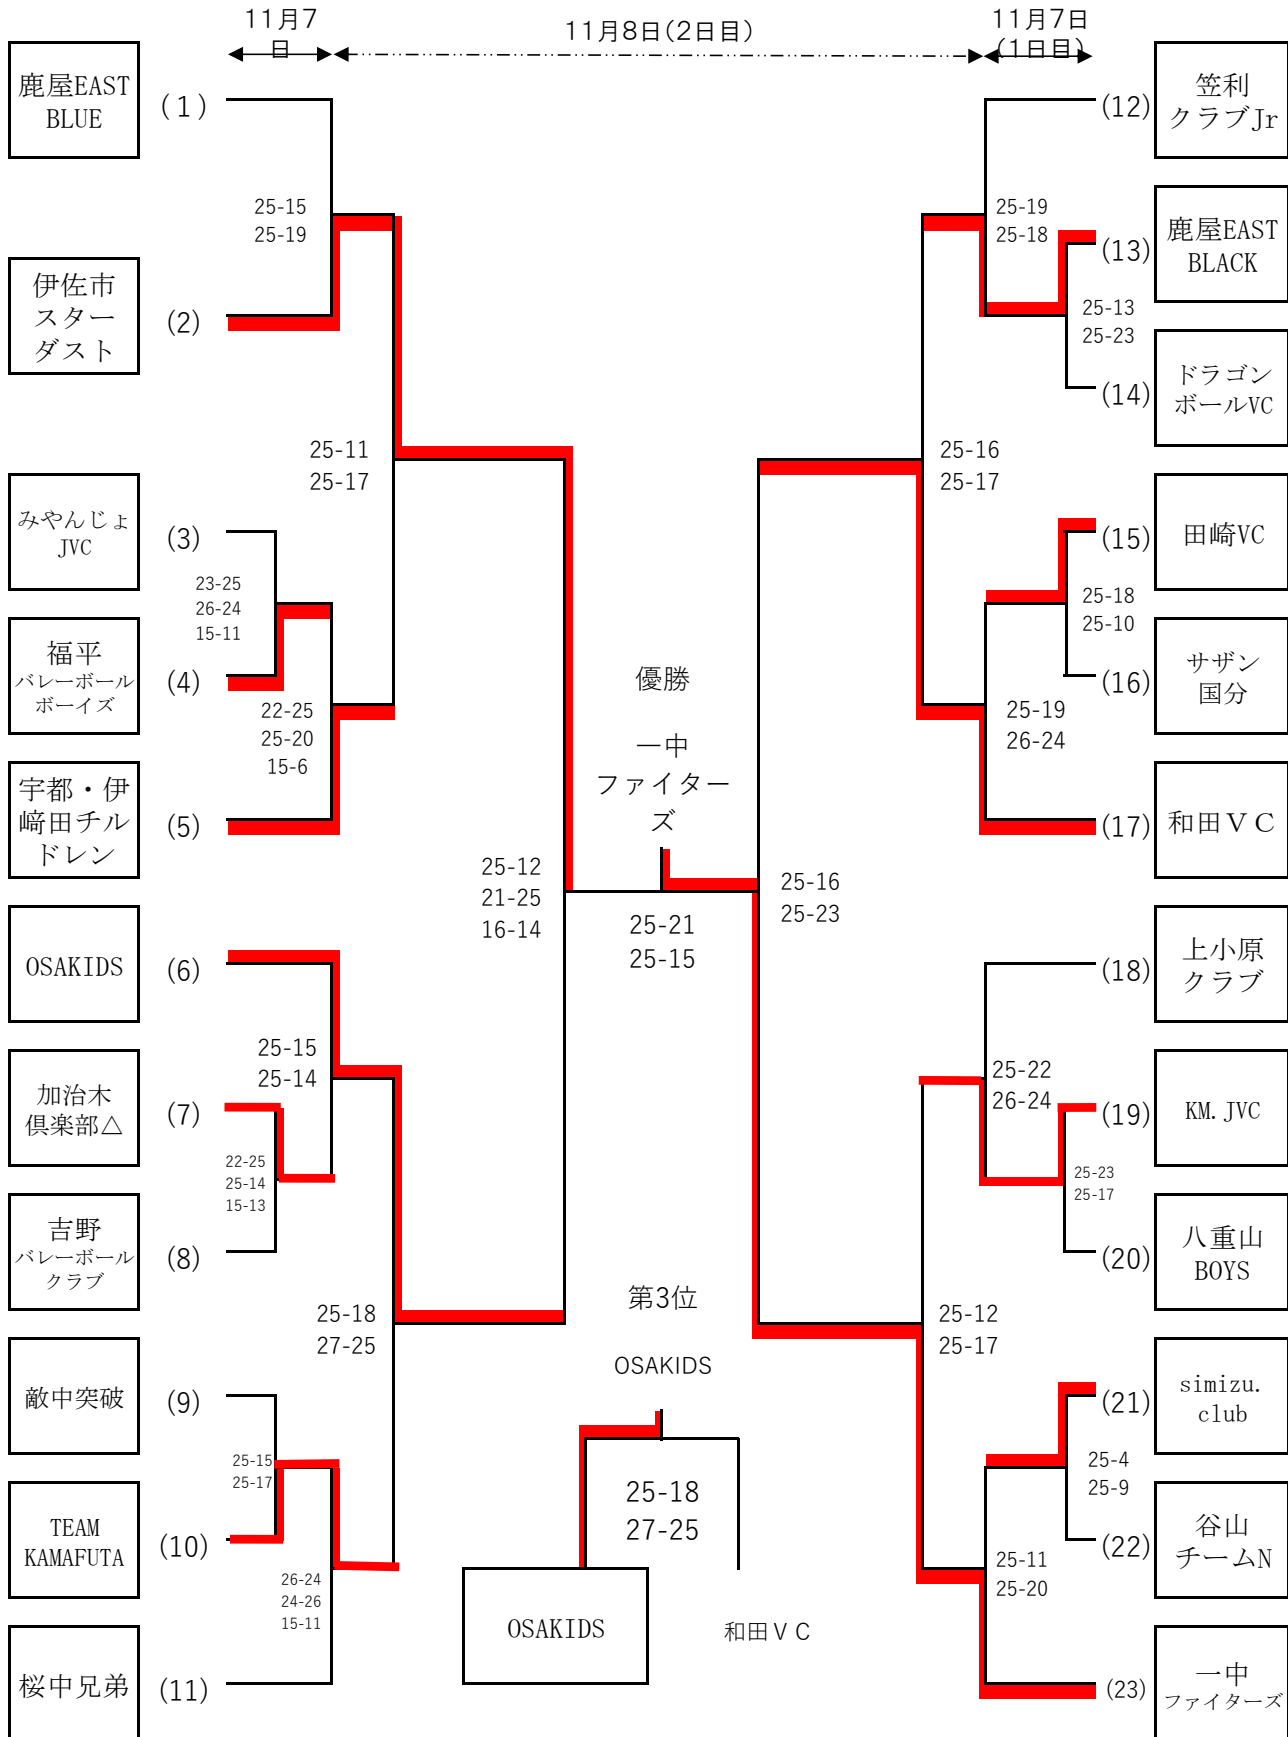 11月7
日
11月8日(2日目)
11月7日
(1日目)
鹿屋EAST
BLUE
(1)
25-15
25-19
伊佐市
スター
ダスト
(2)
25-11
25-17
みやんじょ
JVC
(3)
23-25
26-24
15-11
福平
バレーボール
ボーイズ
(4)
22-25
25-20
15-6
宇都・伊
﨑田チル
ドレン
(5)
25-12
21-25
16-14
OSAKIDS
(6)
25-15
25-14
加治木
倶楽部△
(7)
22-25
25-14
15-13
吉野
バレーボール
クラブ
(8)
25-18
27-25
敵中突破
(9)
25-15
25-17
TEAM
KAMAFUTA
(10)
26-24
24-26
15-11
桜中兄弟
(11)
優勝
一中
ファイター
ズ
25-21
25-15
第3位
OSAKIDS
25-18
27-25
OSAKIDS
和田ＶＣ
(12)
笠利
クラブJr
25-19
25-18
(13)
鹿屋EAST
BLACK
25-13
25-23
(14)
ドラゴン
ボールVC
25-16
25-17
(15)
田崎VC
25-18
25-10
(16)
サザン
国分
25-19
26-24
(17)
和田ＶＣ
25-16
25-23
(18)
上小原
クラブ
25-22
26-24
(19)
KM.JVC
25-23
25-17
(20)
八重山
BOYS
25-12
25-17
(21)
simizu.
club
25-4
25-9
(22)
谷山
チームN
25-11
25-20
(23)
一中
ファイターズ